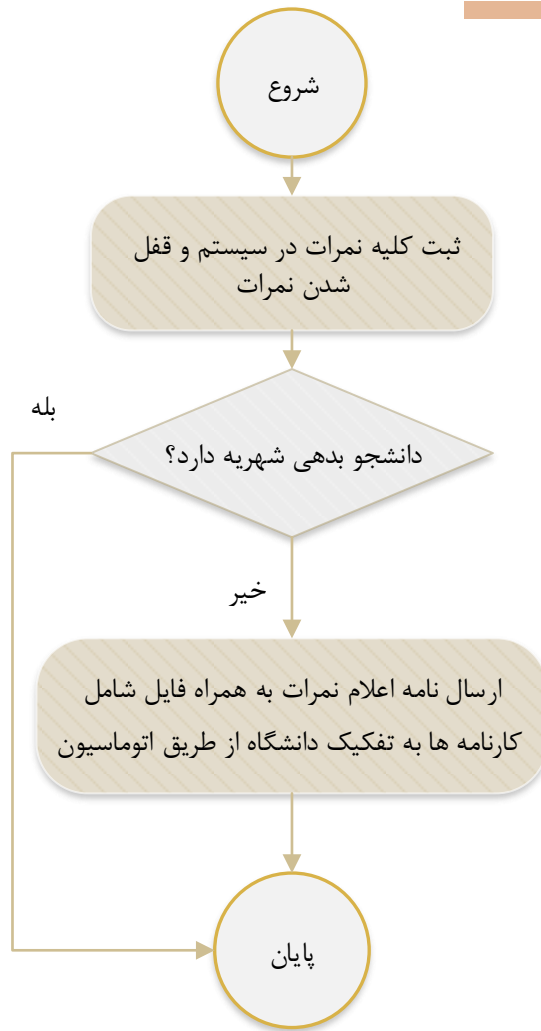 شروع
ثبت کلیه نمرات در سیستم و قفل
شدن نمرات
دانشجو بدهی شهریه دارد؟
بله
خیر
ارسال نامه اعلام نمرات به همراه فایل شامل
کارنامه ها به تفکیک دانشگاه از طریق اتوماسیون
پایان